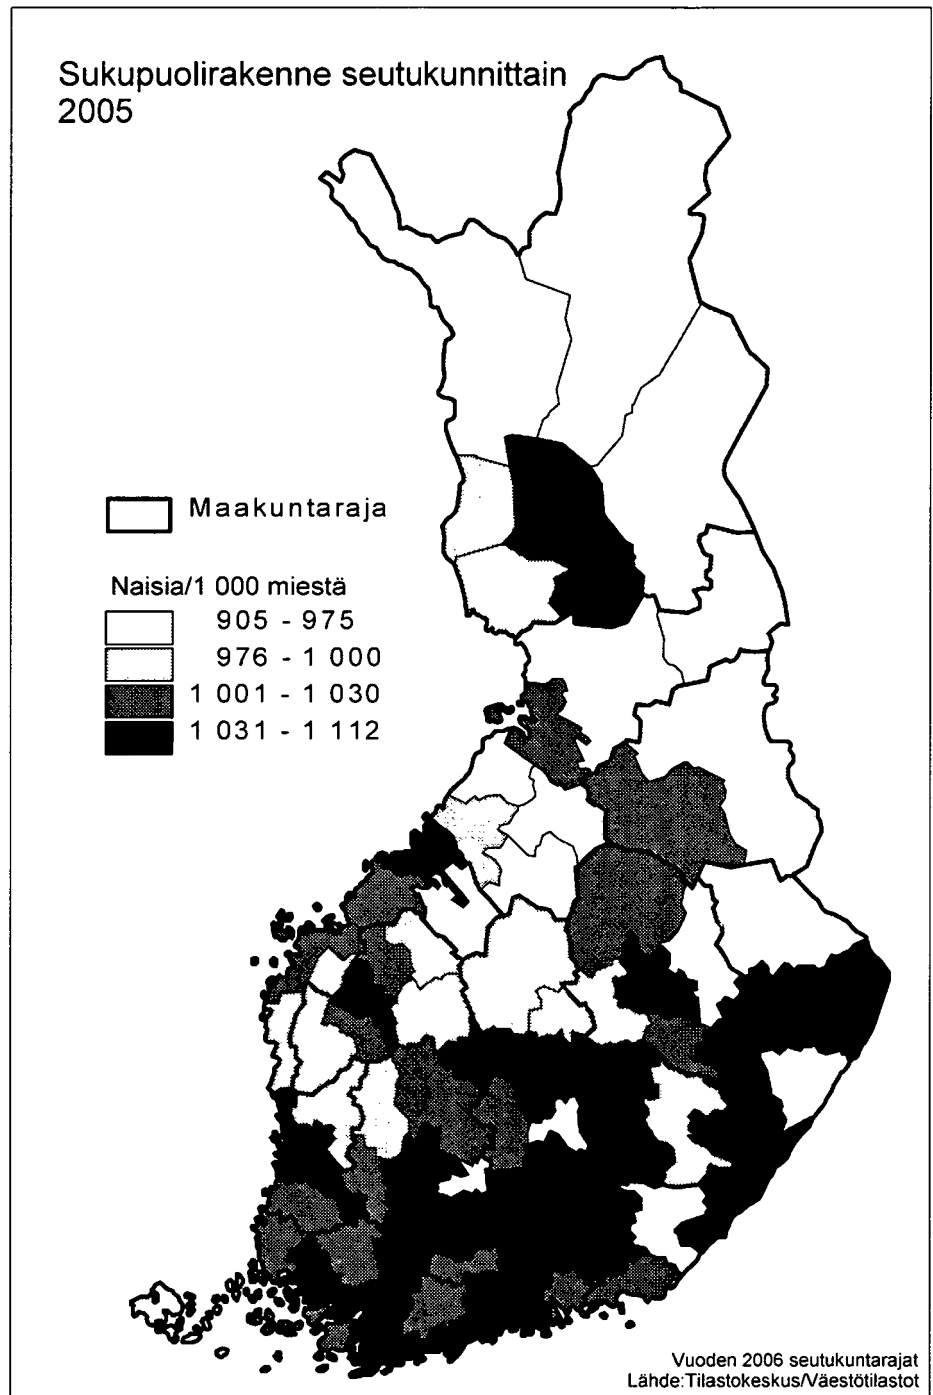 Sukupuolirakenne seutukunnittain
2005
Maakuntaraja
Naisia/1 000 miestä
905 - 975
976 - 1 000
1 001 - 1 030
1 031 - 1 112
Vuoden 2006 seutukuntarajat
Lähde:Tilastokeskus/Väestötilastot